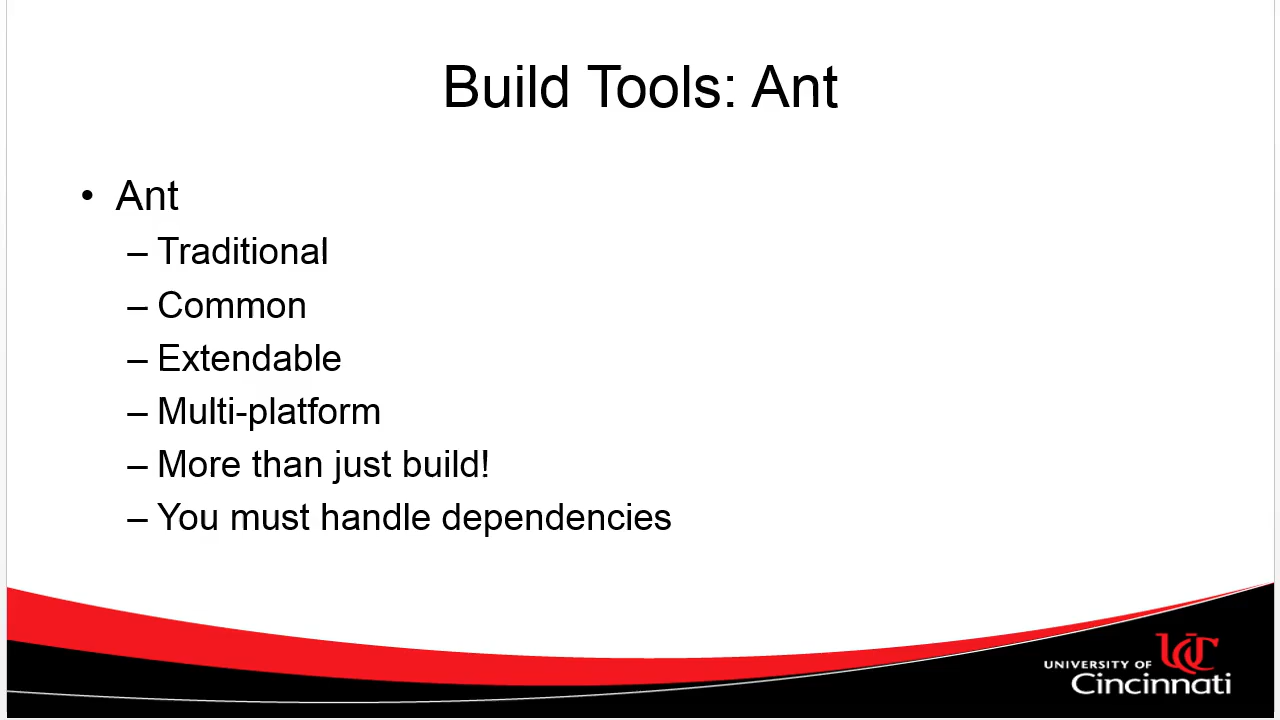 Build Tools: Ant
• Ant
– Traditional
– Common
– Extendable
– Multi-platform
– More than just build!
– You must handle dependencies
UC
UNIVERSITY OF
Cincinnati